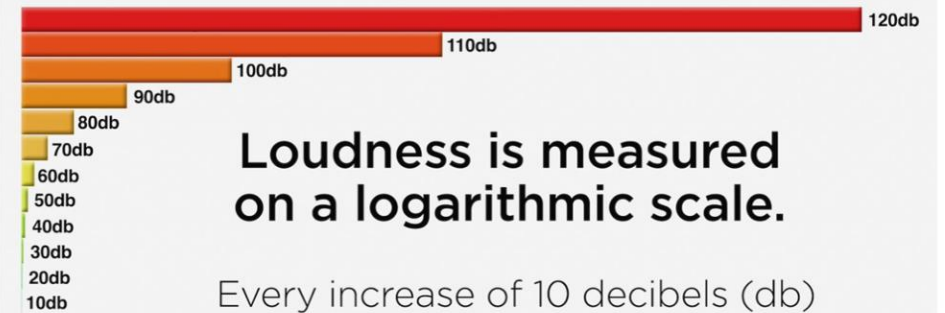 120db
110db
100db
90db
80db
70db
60db
50db
40db
30db
20db
10db
Loudness is measured
on a logarithmic scale.
Every increase of 10 decibels (db)